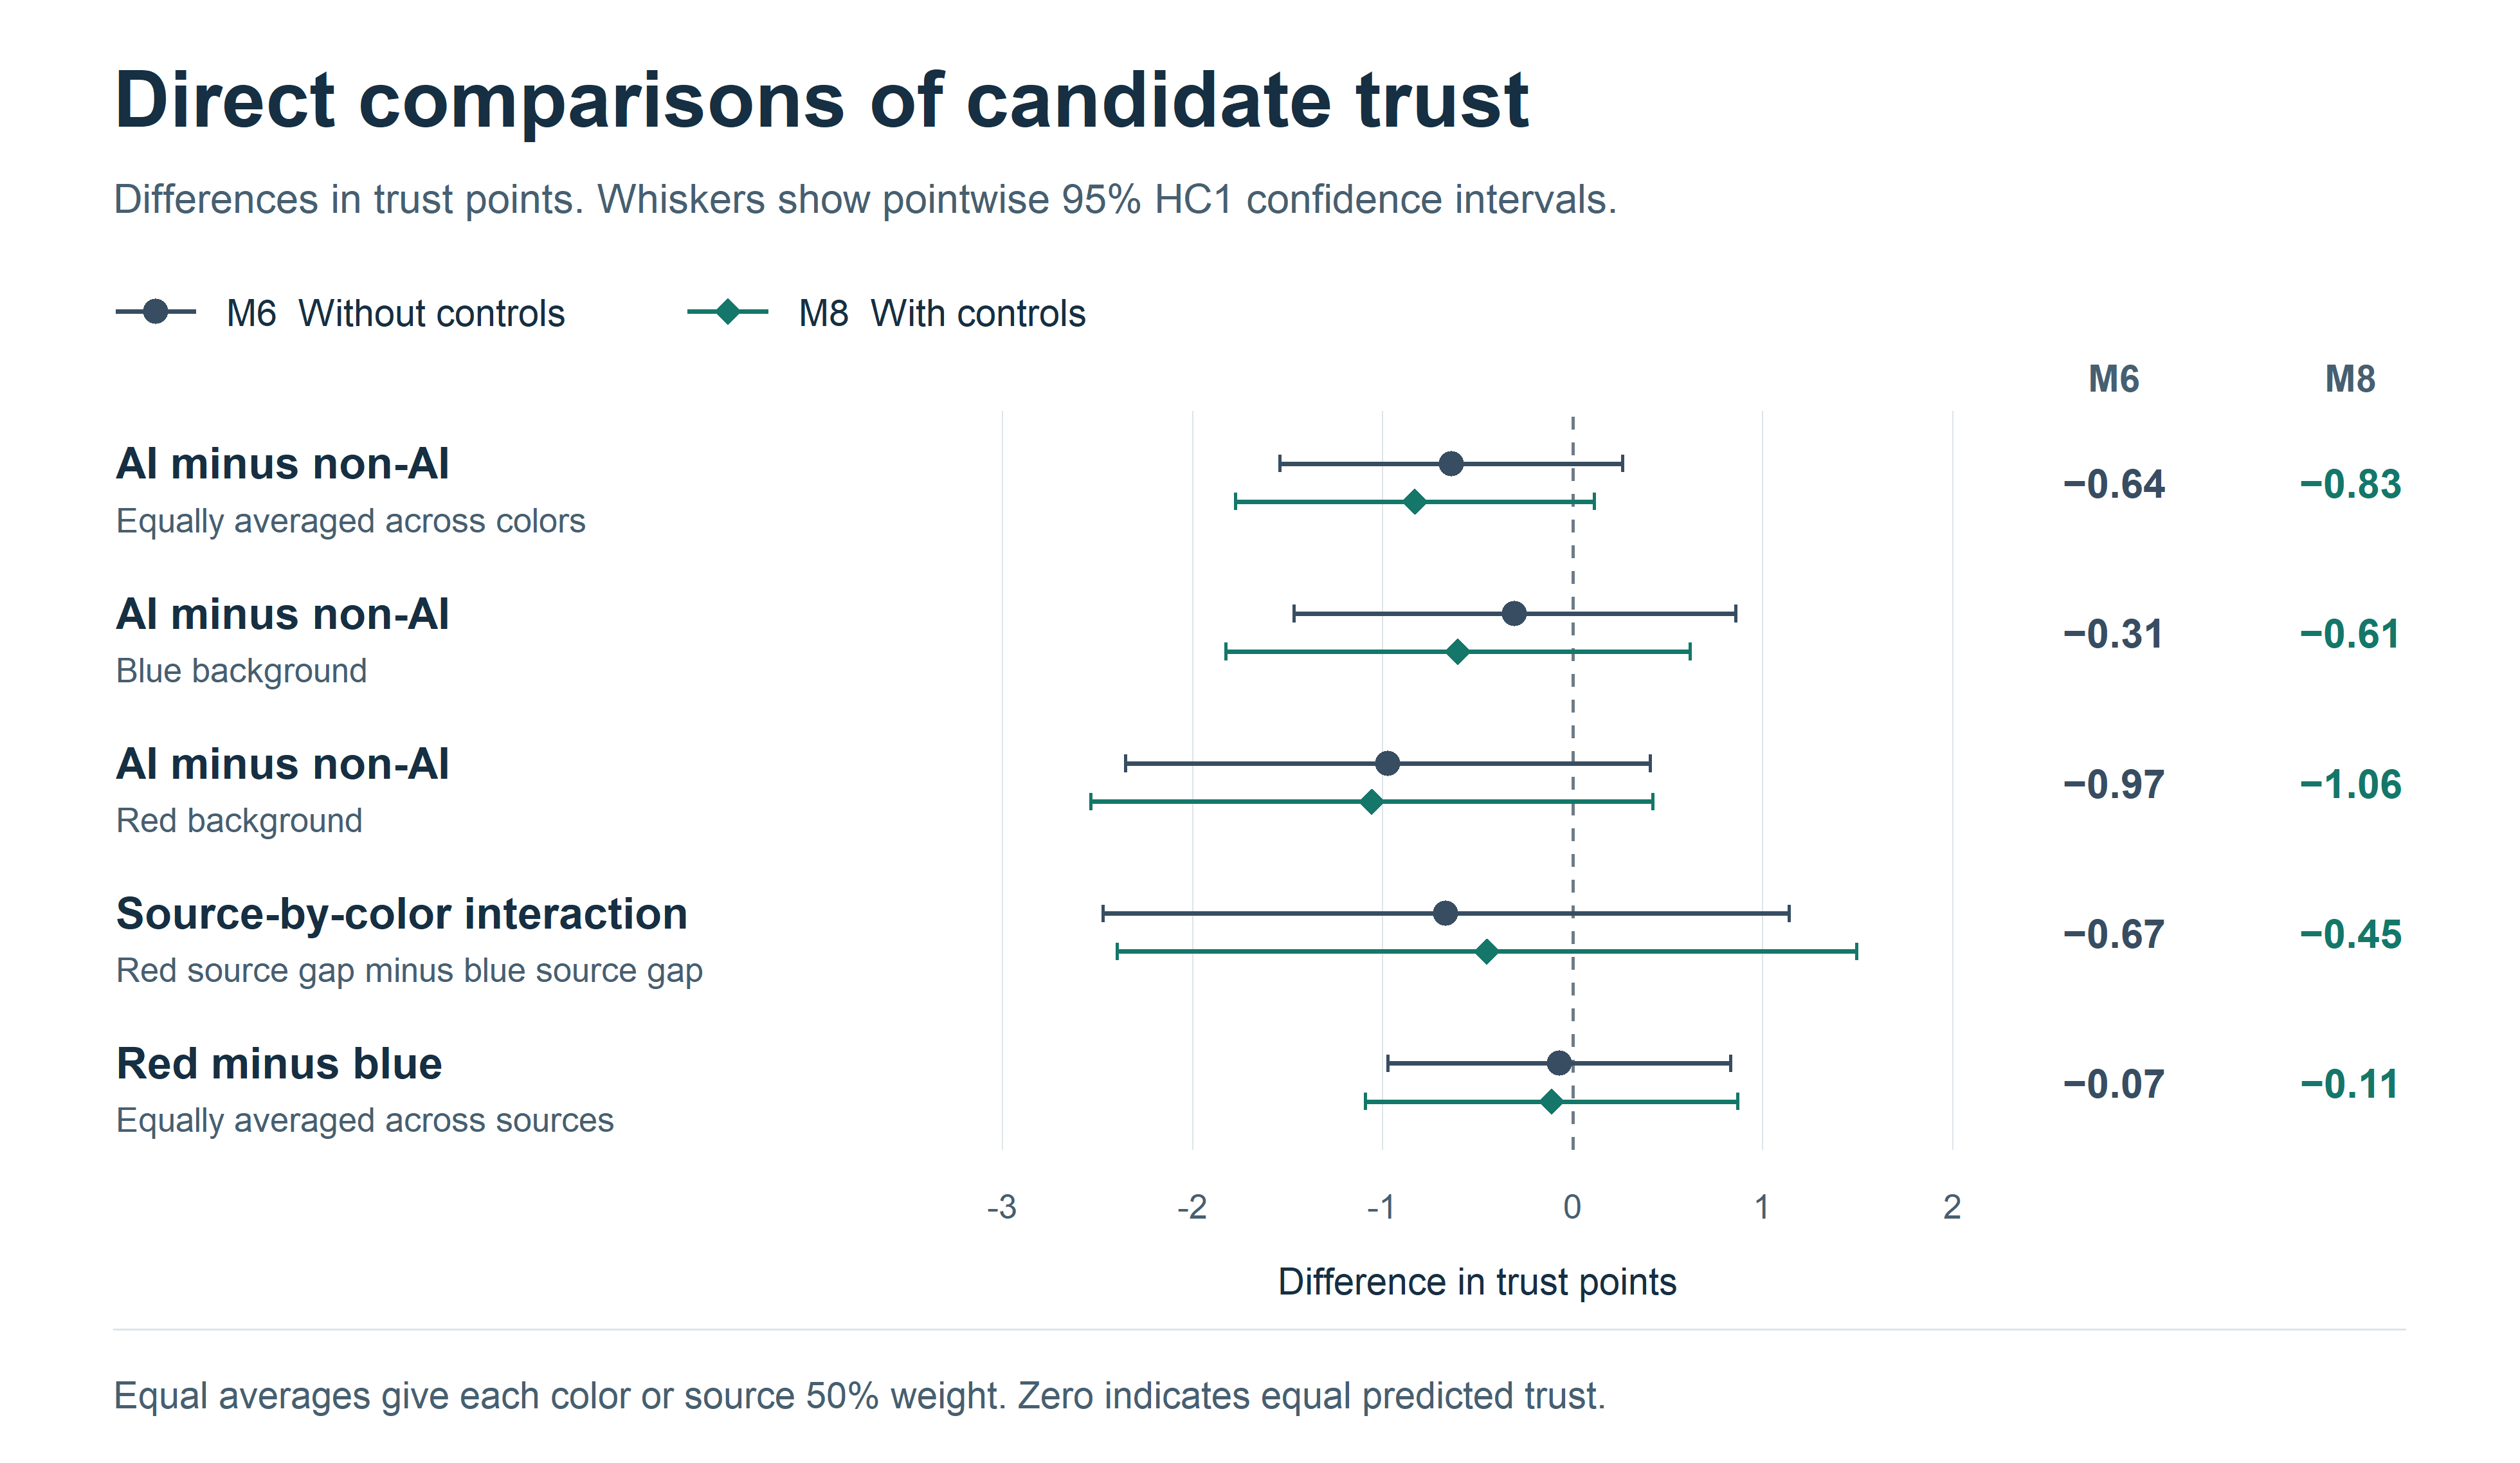 Direct comparisons of candidate trust
Differences in trust points. Whiskers show pointwise 95% HC1 confidence intervals.
M6 Without controls M8 With controls
M6 M8
AI minus non-AI
Equally averaged across colors
−0.64 −0.83
AI minus non-AI
Blue background
−0.31 −0.61
AI minus non-AI
Red background
−0.97 −1.06
Source-by-color interaction
Red source gap minus blue source gap
−0.67 −0.45
Red minus blue
Equally averaged across sources
−0.07 −0.11
-3 -2 -1 0 1 2
Difference in trust points
Equal averages give each color or source 50% weight. Zero indicates equal predicted trust.